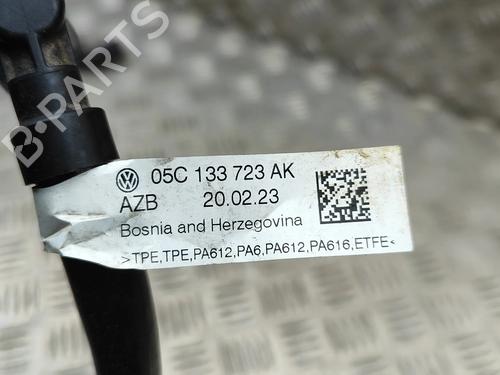 B-PARTS
05C 133 723 AK
AZB 20.02.23
Bosnia and Herzegovina
>TPE,TPE,PA612,PA6,PA612,PA616,ETFE<